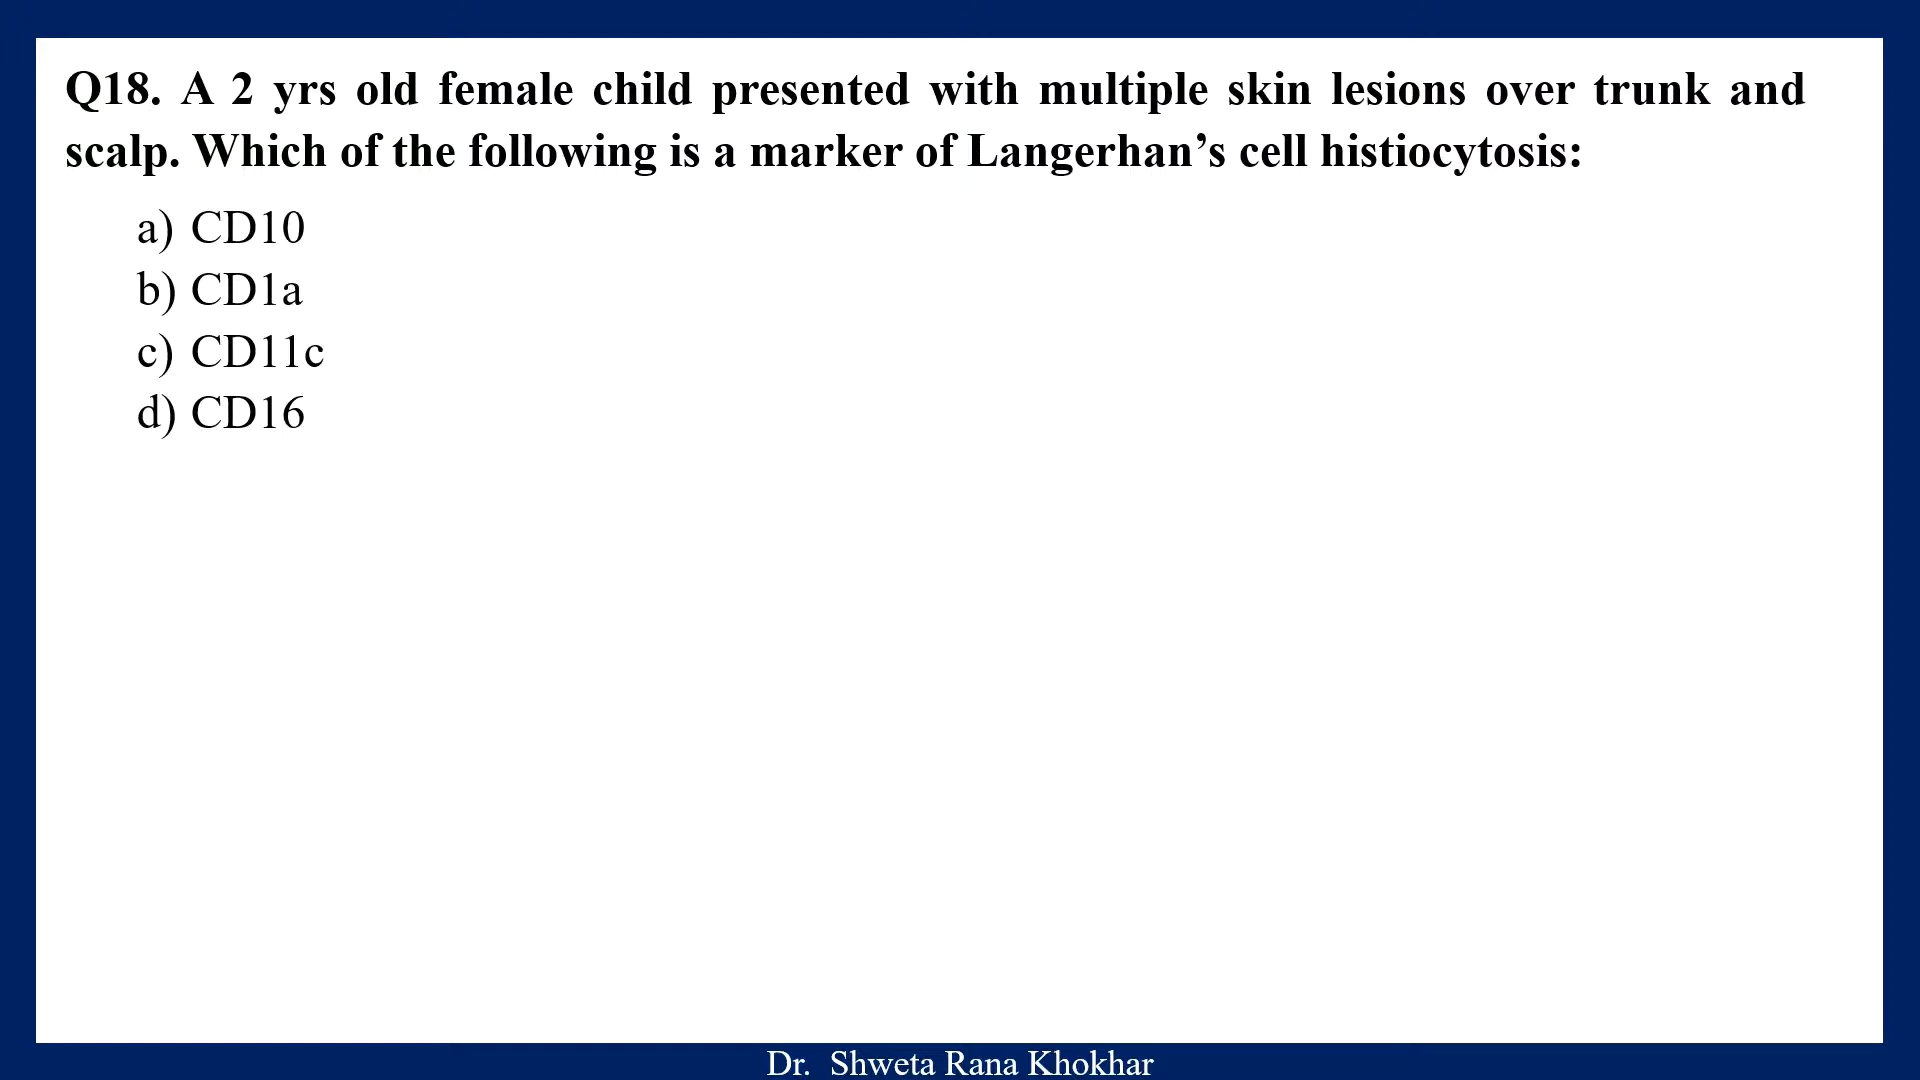 Q18. A 2 yrs old female child presented with multiple skin lesions over trunk and
scalp. Which of the following is a marker of Langerhan’s cell histiocytosis:
a) CD10
b) CD1a
c) CD11c
d) CD16
Dr. Shweta Rana Khokhar